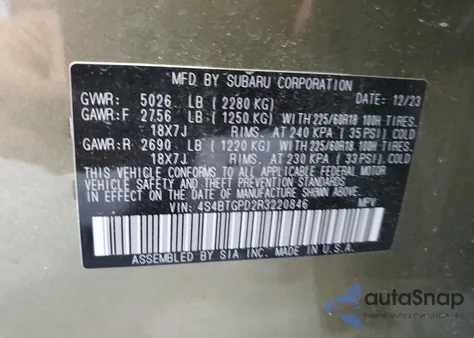 MFD BY SUBARU CORPORATION
GVWR: 5026 LB ( 2280 KG) DATE: 12/23
GAWR:F 2756 LB ( 1250 KG) WITH 225/60R18 100H TIRES
18X7J RIMS. AT 240 KPA ( 35 PSI) COLD
GAWR:R 2690 LB ( 1220 KG) WITH 225/60R18 100H TIRES
18X7J RIMS. AT 230 KPA ( 33 PSI) COLD
THIS VEHICLE CONFORMS TO ALL APPLICABLE FEDERAL
MOTOR VEHICLE SAFETY AND THEFT PREVENTION STANDARDS
IN EFFECT ON THE DATE OF MANUFACTURE SHOWN ABOVE.
VIN: 4S4BTGPD2R3220846 MPV
ASSEMBLED BY SIA INC. MADE IN U.S.A.
autoSnap